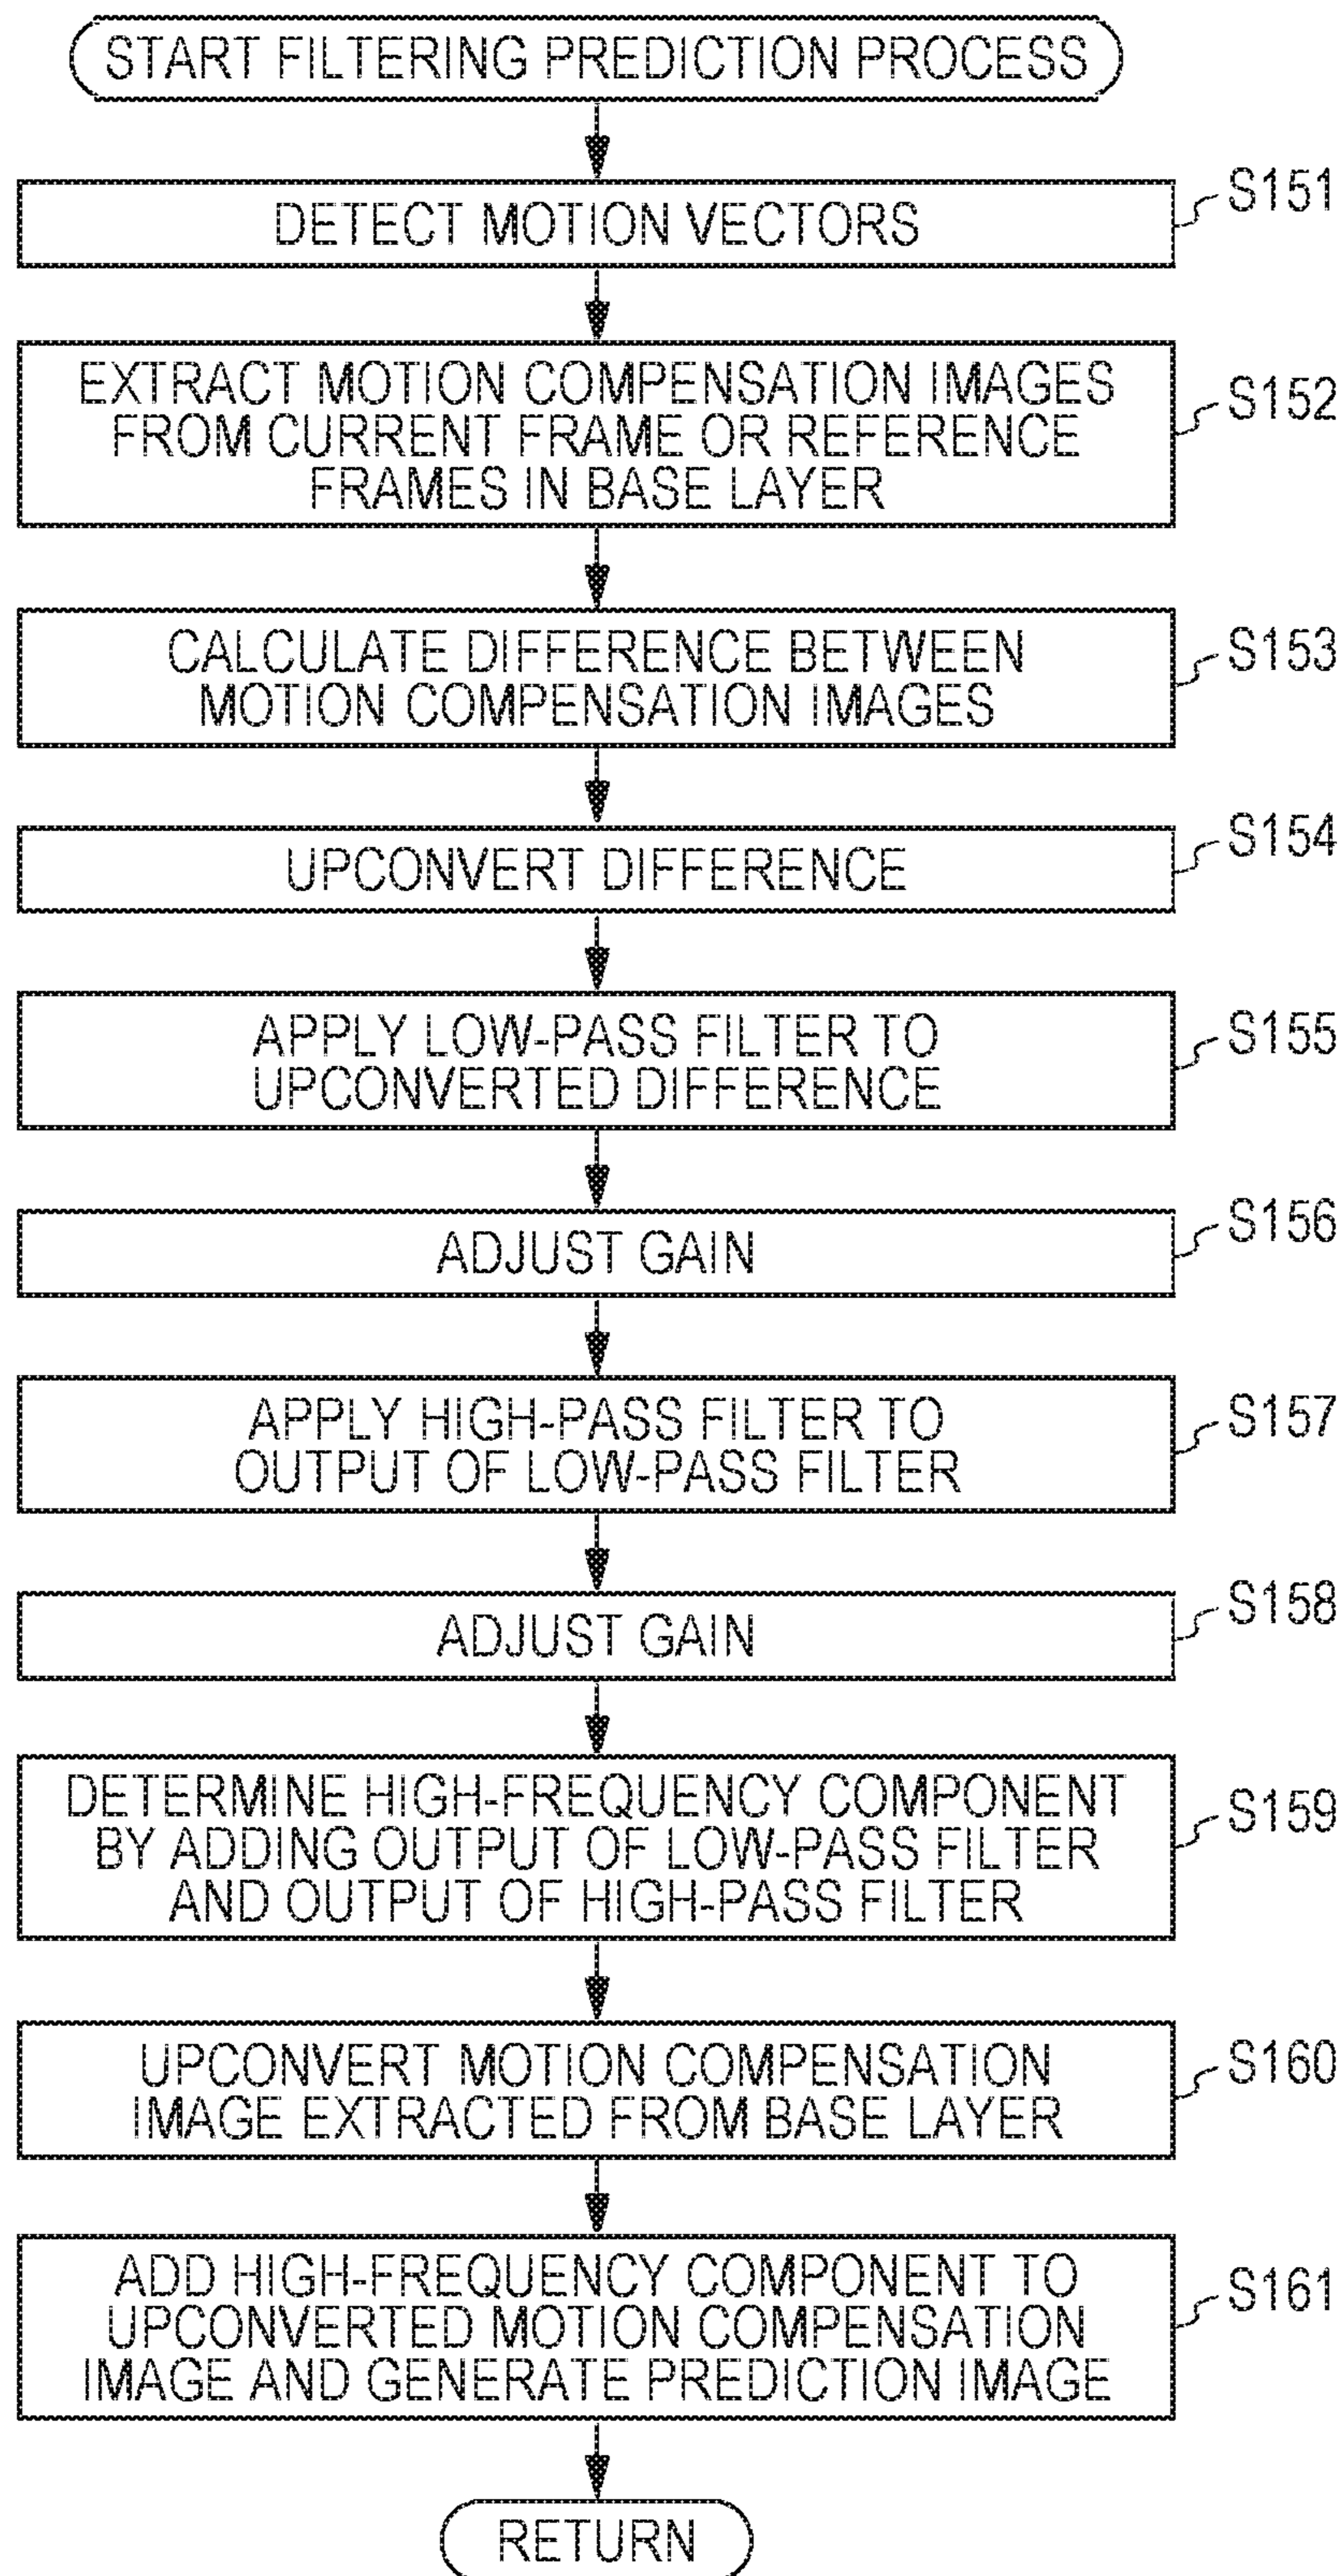 START FILTERING PREDICTION PROCESS
S151
DETECT MOTION VECTORS
S152
EXTRACT MOTION COMPENSATION IMAGES
FROM CURRENT FRAME OR REFERENCE
FRAMES IN BASE LAYER
S153
CALCULATE DIFFERENCE BETWEEN
MOTION COMPENSATION IMAGES
S154
UPCONVERT DIFFERENCE
S155
APPLY LOW-PASS FILTER TO
UPCONVERTED DIFFERENCE
S156
ADJUST GAIN
S157
APPLY HIGH-PASS FILTER TO
OUTPUT OF LOW-PASS FILTER
S158
ADJUST GAIN
S159
DETERMINE HIGH-FREQUENCY COMPONENT
BY ADDING OUTPUT OF LOW-PASS FILTER
AND OUTPUT OF HIGH-PASS FILTER
S160
UPCONVERT MOTION COMPENSATION
IMAGE EXTRACTED FROM BASE LAYER
S161
ADD HIGH-FREQUENCY COMPONENT TO
UPCONVERTED MOTION COMPENSATION
IMAGE AND GENERATE PREDICTION IMAGE
RETURN